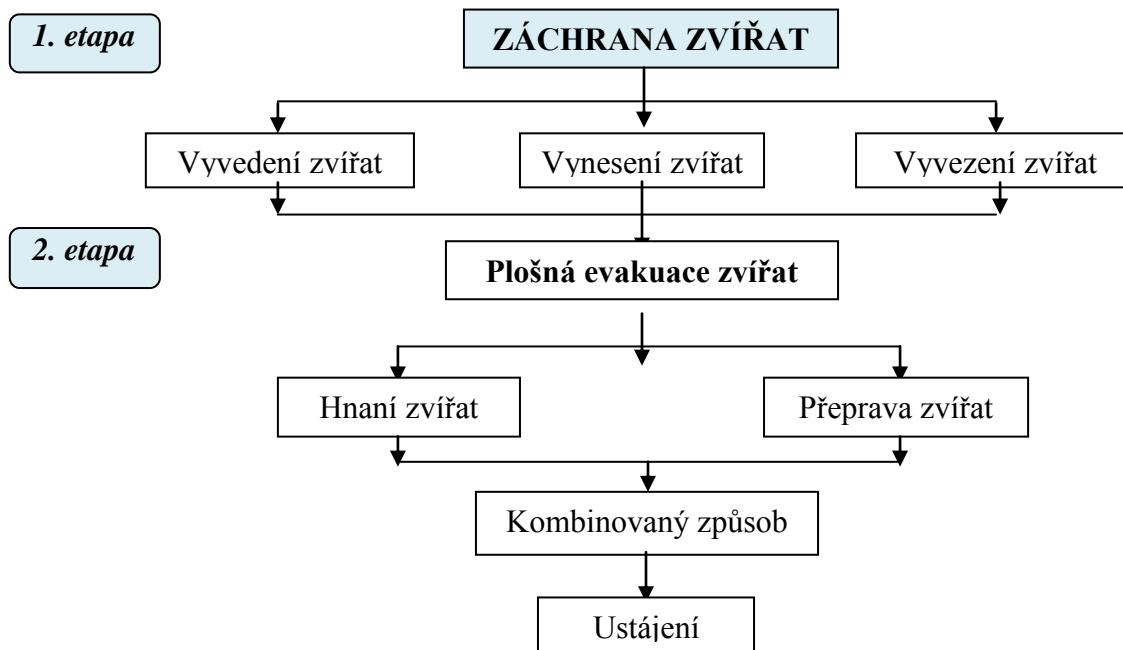 1. etapa
ZÁCHRANA ZVÍŘAT
Vyvedení zvířat
Vynesení zvířat
Vyvezení zvířat
2. etapa
Plošná evakuace zvířat
Hnaní zvířat
Přeprava zvířat
Kombinovaný způsob
Ustájení